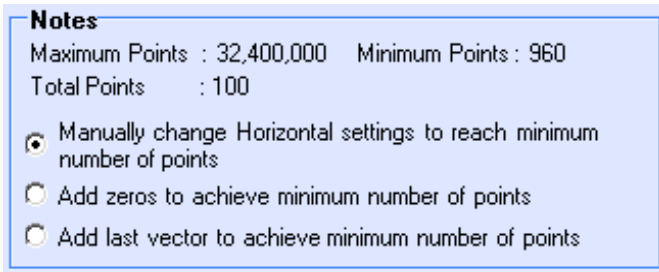 Notes
Maximum Points : 32,400,000 Minimum Points : 960
Total Points : 100
Manually change Horizontal settings to reach minimum
number of points
Add zeros to achieve minimum number of points
Add last vector to achieve minimum number of points